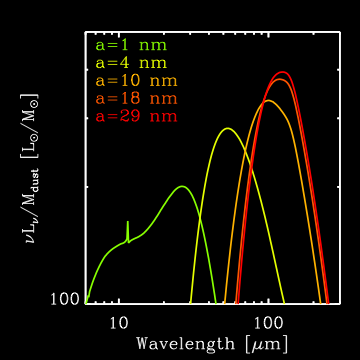 a=1 nm
a=4 nm
a=10 nm
a=18 nm
a=29 nm
νLν/Mdust [L⊙/M⊙]
100
10 100
Wavelength [μm]